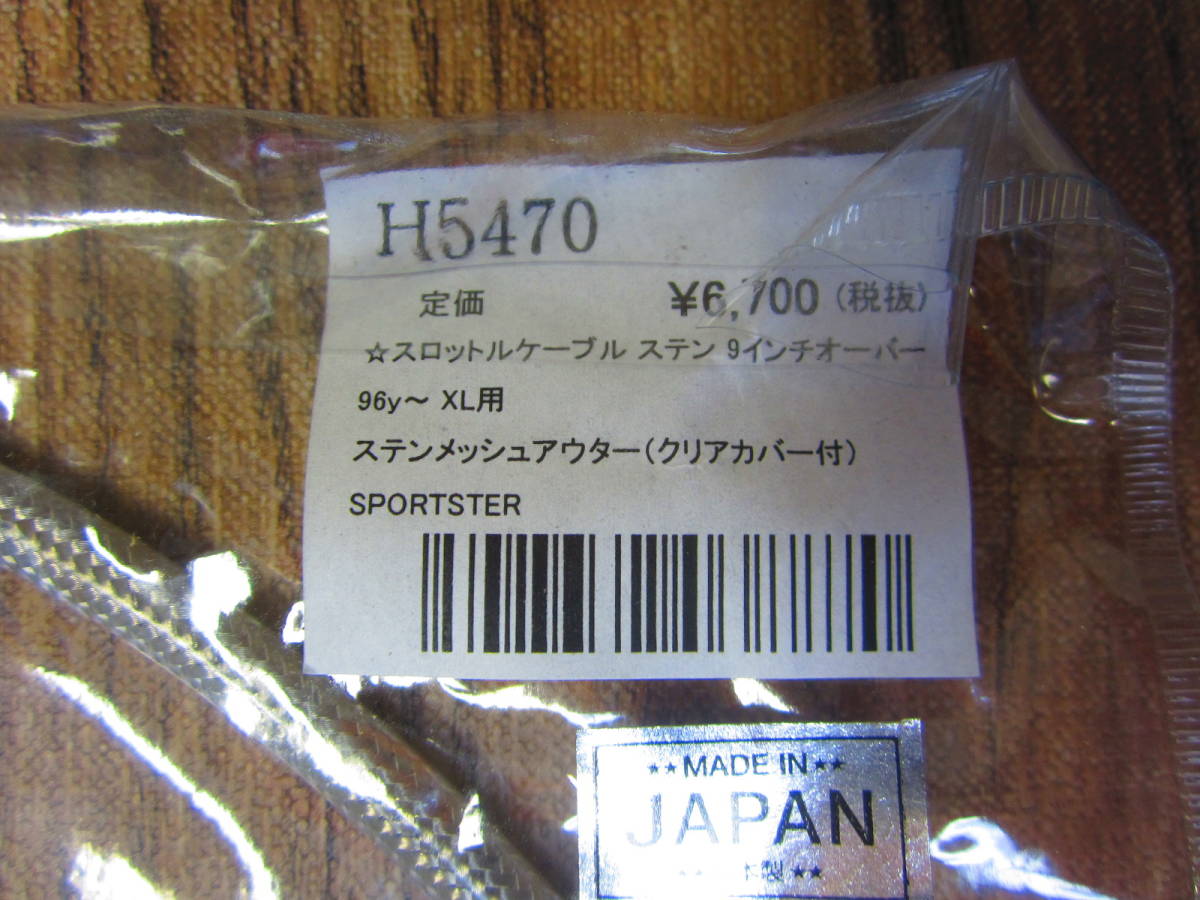 H5470
定価 ¥6,700 (税抜)
☆スロットルケーブル ステン 9インチオーバー
96y～ XL用
ステンメッシュアウター(クリアカバー付)
SPORTSTER
★★MADE IN★★
JAPAN
製★★